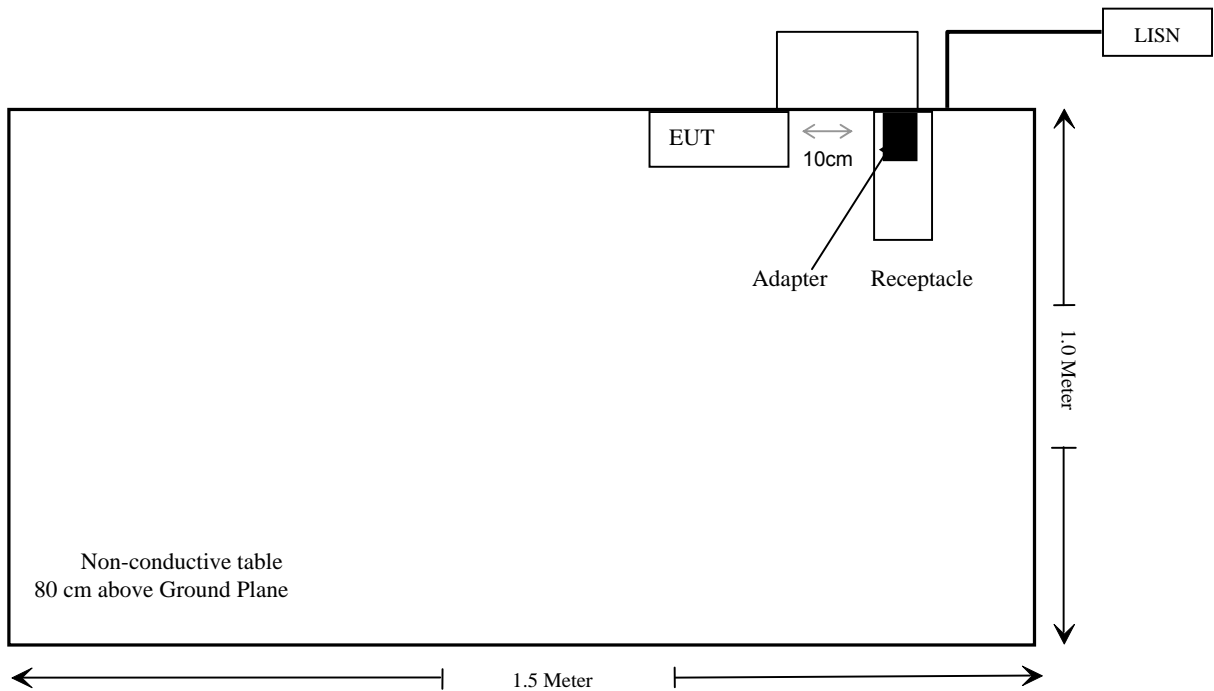 LISN
EUT
10cm
Adapter
Receptacle
1.0 Meter
Non-conductive table
80 cm above Ground Plane
1.5 Meter